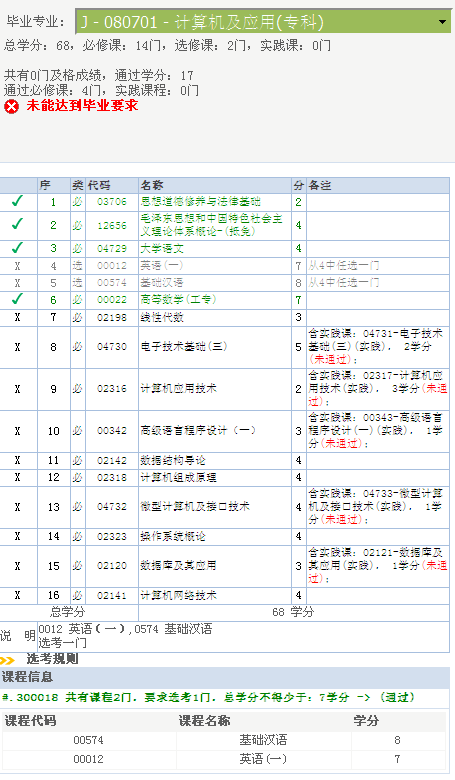 毕业专业: J - 080701 - 计算机及应用(专科)
总学分: 68, 必修课: 14门, 选修课: 2门, 实践课: 0门
共有0门及格成绩, 通过学分: 17
通过必修课: 4门, 实践课程: 0门
未能达到毕业要求
序 类 代码 名称 分 备注
1 必 03706 思想道德修养与法律基础 2
2 必 12656 毛泽东思想和中国特色社会主义理论体系概论-(抵免) 4
3 必 04729 大学语文 4
X 4 选 00012 英语(一) 7 从4中任选一门
X 5 选 00574 基础汉语 8 从4中任选一门
6 必 00022 高等数学(工专) 7
X 7 必 02198 线性代数 3
X 8 必 04730 电子技术基础(三) 5 含实践课: 04731-电子技术基础(三)(实践), 2学分(未通过);
X 9 必 02316 计算机应用技术 2 含实践课: 02317-计算机应用技术(实践), 3学分(未通过);
X 10 必 00342 高级语言程序设计(一) 3 含实践课: 00343-高级语言程序设计(一)(实践), 1学分(未通过);
X 11 必 02142 数据结构导论 4
X 12 必 02318 计算机组成原理 4
X 13 必 04732 微型计算机及接口技术 4 含实践课: 04733-微型计算机及接口技术(实践), 1学分(未通过);
X 14 必 02323 操作系统概论 4
X 15 必 02120 数据库及其应用 3 含实践课: 02121-数据库及其应用(实践), 1学分(未通过);
X 16 必 02141 计算机网络技术 4
总学分 68 学分
说 明 0012 英语(一),0574 基础汉语
选考一门
选考规则
课程信息
#.300018 共有课程2门, 要求选考1门, 总学分不得少于: 7学分 -> (通过)
课程代码 课程名称 学分
00574 基础汉语 8
00012 英语(一) 7